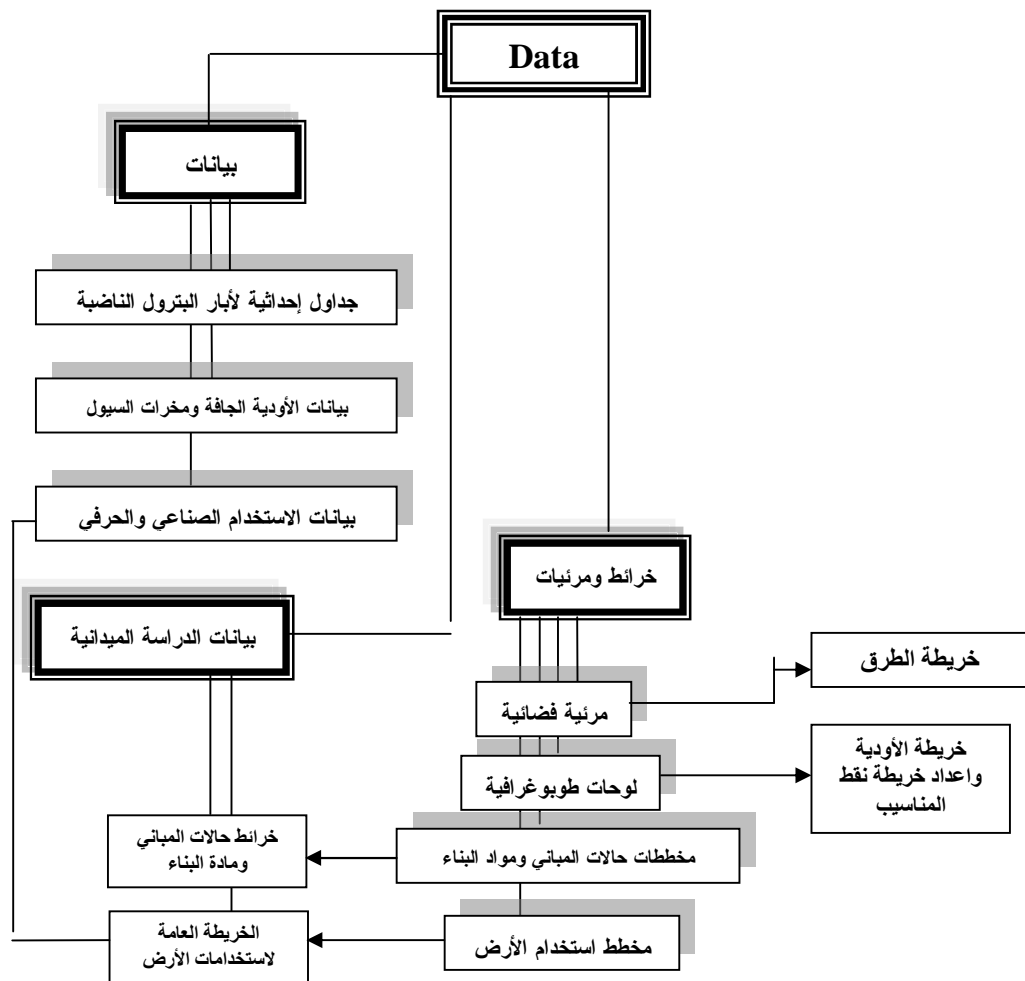 Data
بيانات
جداول إحداثية لأبار البترول الناضبة
بيانات الأودية الجافة ومخرات السيول
بيانات الاستخدام الصناعي والحرفي
خرائط ومرئيات
بيانات الدراسة الميدانية
خريطة الطرق
مرئية فضائية
خريطة الأودية
واعداد خريطة نقط
المناسيب
لوحات طوبوغرافية
خرائط حالات المباني
ومادة البناء
مخططات حالات المباني ومواد البناء
الخريطة العامة
لاستخدامات الأرض
مخطط استخدام الأرض